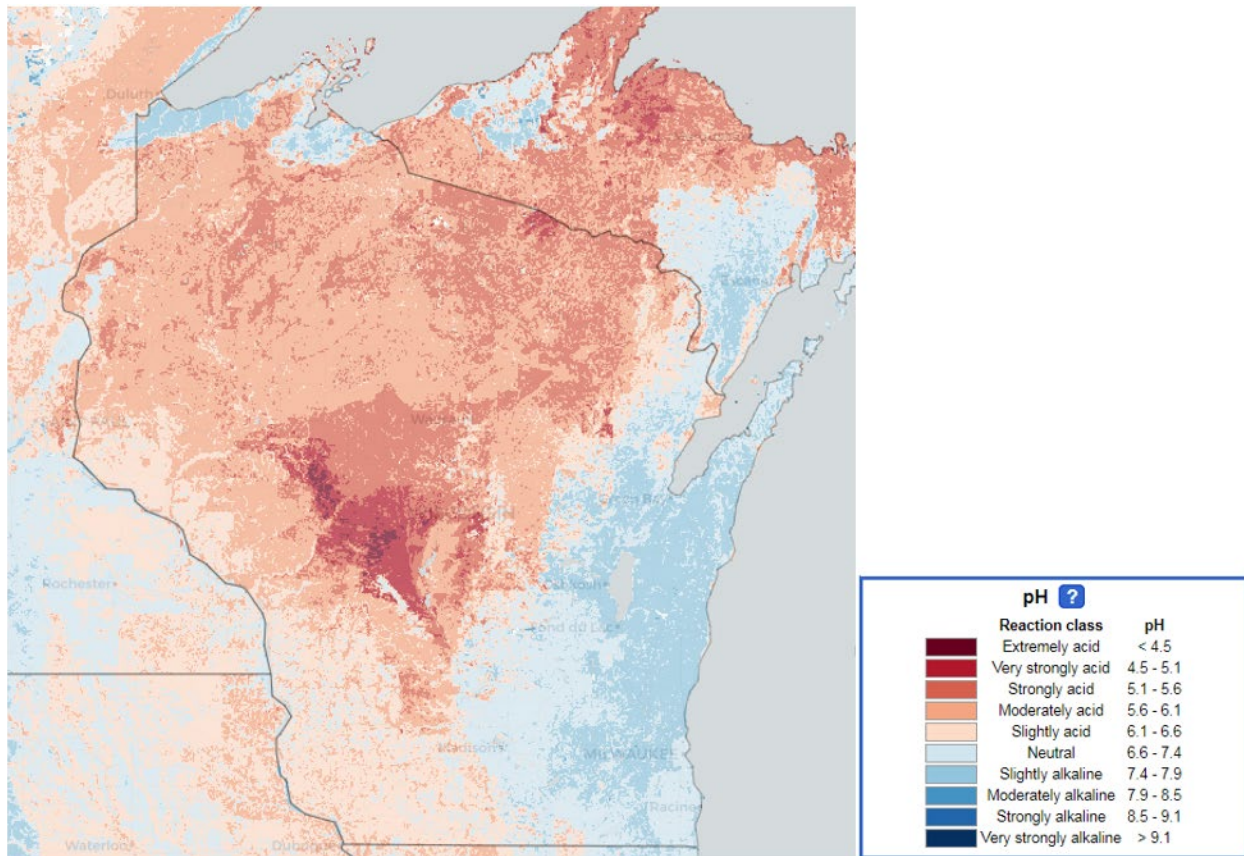 Duluth
Escanaba
Wausau
Green Bay
Rochester
Oshkosh
Fond du Lac
Madison
MILWAUKEE
Racine
Waterloo
Dubuque
pH ?
Reaction class pH
Extremely acid < 4.5
Very strongly acid 4.5 - 5.1
Strongly acid 5.1 - 5.6
Moderately acid 5.6 - 6.1
Slightly acid 6.1 - 6.6
Neutral 6.6 - 7.4
Slightly alkaline 7.4 - 7.9
Moderately alkaline 7.9 - 8.5
Strongly alkaline 8.5 - 9.1
Very strongly alkaline > 9.1